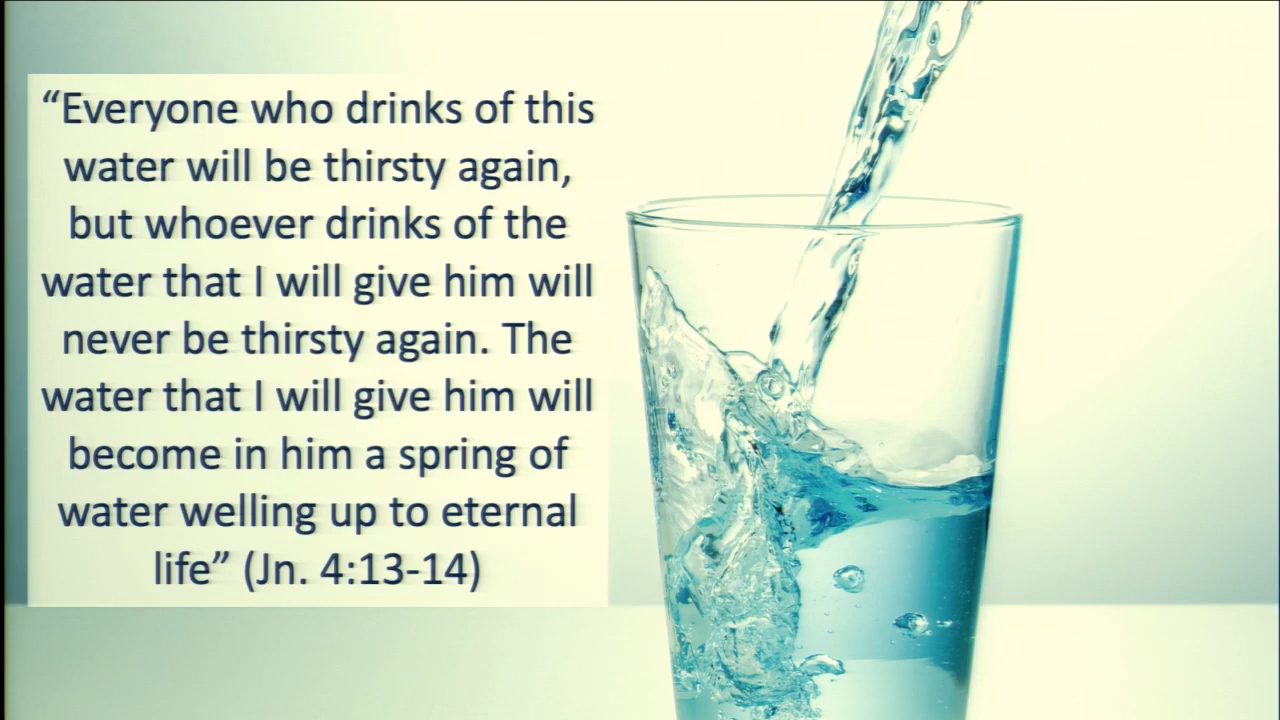 “Everyone who drinks of this
water will be thirsty again,
but whoever drinks of the
water that I will give him will
never be thirsty again. The
water that I will give him will
become in him a spring of
water welling up to eternal
life” (Jn. 4:13-14)